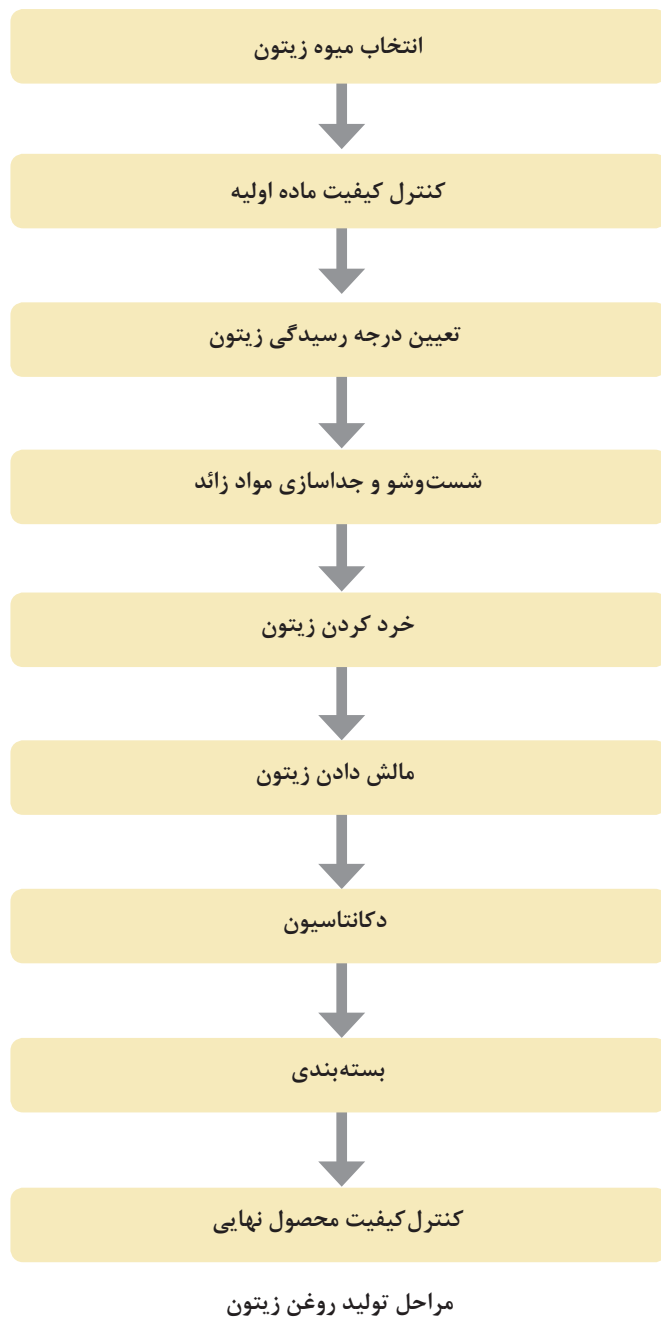 انتخاب میوه زیتون
کنترل کیفیت ماده اولیه
تعیین درجه رسیدگی زیتون
شست‌وشو و جداسازی مواد زائد
خرد کردن زیتون
مالش دادن زیتون
دکانتاسیون
بسته‌بندی
کنترل کیفیت محصول نهایی
مراحل تولید روغن زیتون